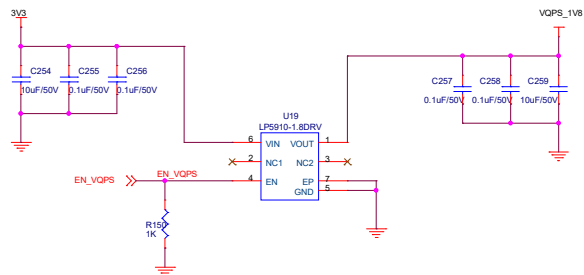 3V3
VQPS_1V8
C254
C255
C256
10uF/50V
0.1uF/50V
0.1uF/50V
C257
C258
C259
0.1uF/50V
0.1uF/50V
10uF/50V
U19
LP5910-1.8DRV
6 VIN VOUT 1
2 NC1 NC2 3
4 EN EP 7
GND 5
EN_VQPS
EN_VQPS
R150
1K